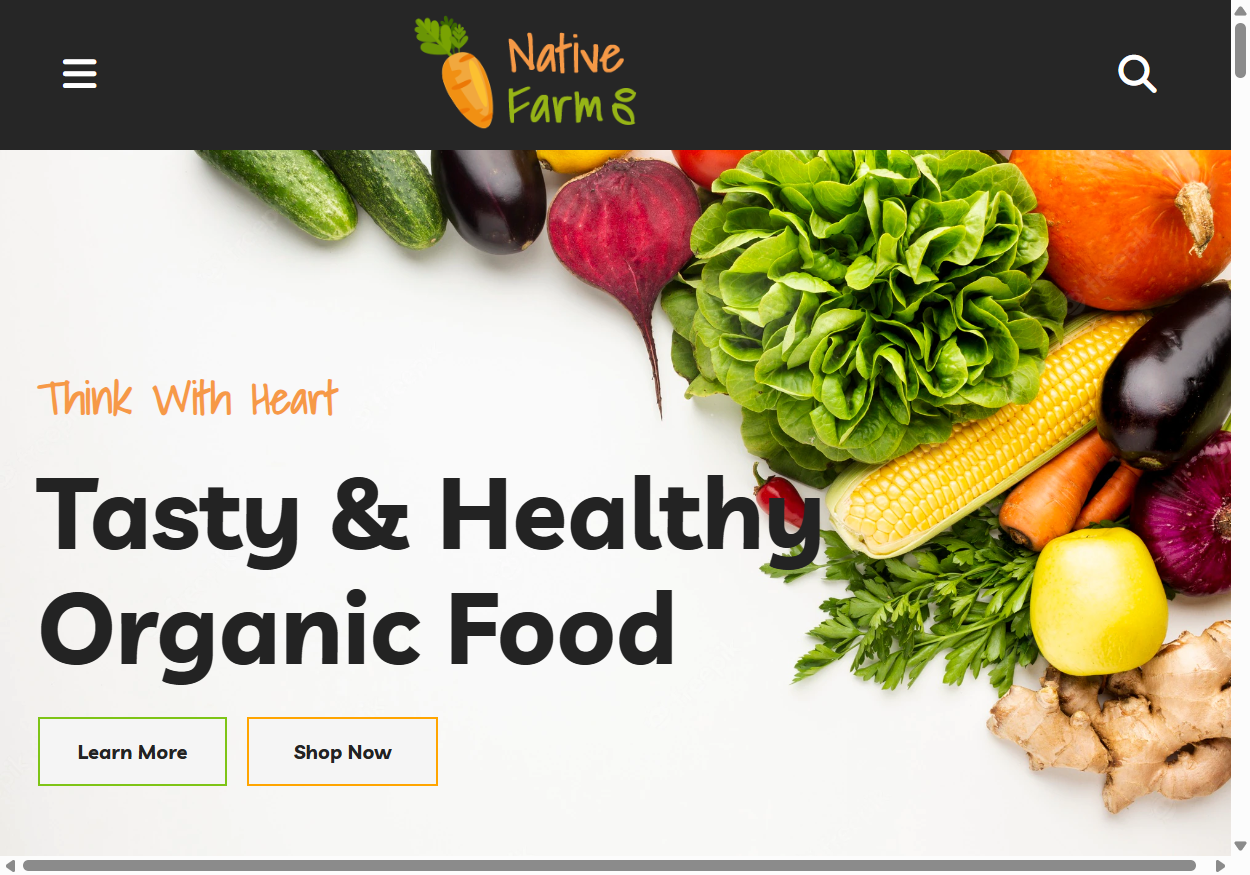 Native
Farm
Think With Heart
Tasty & Healthy
Organic Food
Learn More
Shop Now